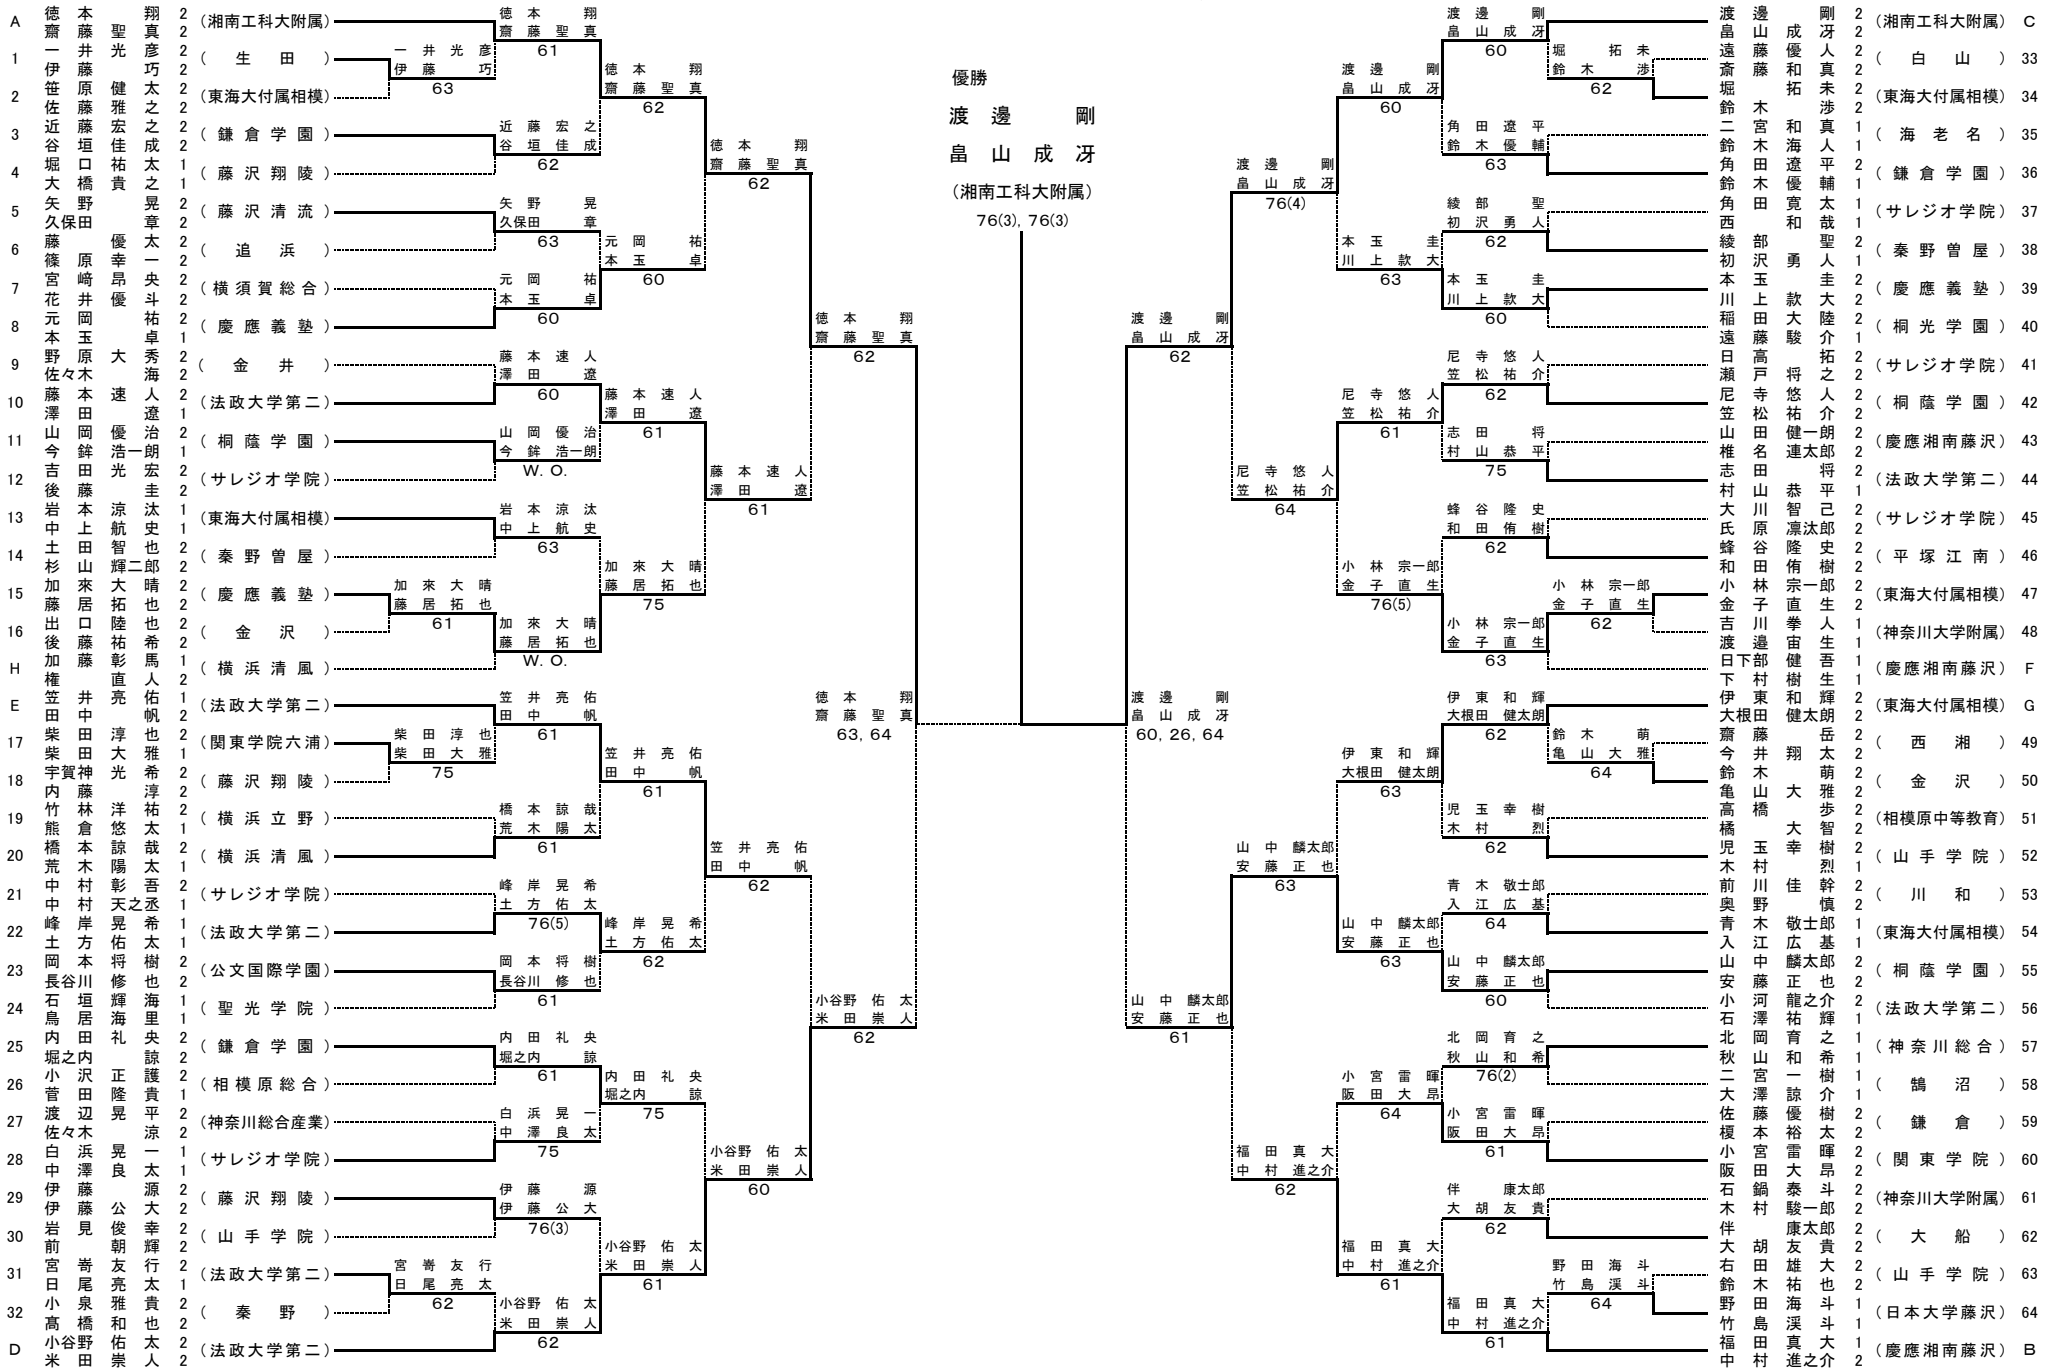 優勝
渡邊 剛
畠山成冴
(湘南工科大附属)
76(3), 76(3)
A 徳本 翔 2 齋藤聖真 2 (湘南工科大附属)
1 一井光彦 2 伊藤 巧 2 (生田)
2 笹原健太 2 佐藤雅之 2 (東海大付属相模)
3 近藤宏之 2 谷垣佳成 2 (鎌倉学園)
4 堀口祐太 1 大橋貴之 1 (藤沢翔陵)
5 矢野 晃 2 久保田 章 2 (藤沢清流)
6 藤 優太 2 篠原幸一 2 (追浜)
7 宮﨑昂央 2 花井優斗 2 (横須賀総合)
8 元岡 祐 2 本玉 卓 1 (慶應義塾)
9 野原大秀 2 佐々木 海 2 (金井)
10 藤本速人 2 澤田 遼 1 (法政大学第二)
11 山岡優治 2 今鉾浩一朗 1 (桐蔭学園)
12 吉田光宏 2 後藤 圭 2 (サレジオ学院)
13 岩本涼汰 1 中上航史 1 (東海大付属相模)
14 土田智也 2 杉山輝二郎 2 (秦野曽屋)
15 加來大晴 2 藤居拓也 2 (慶應義塾)
16 出口陸也 2 後藤祐希 2 (金沢)
H 加藤彰馬 1 権 直人 2 (横浜清風)
E 笠井亮佑 1 田中 帆 2 (法政大学第二)
17 柴田淳也 2 柴田大雅 1 (関東学院六浦)
18 宇賀神光希 2 内藤 淳 2 (藤沢翔陵)
19 竹林洋祐 2 熊倉悠太 1 (横浜立野)
20 橋本諒哉 2 荒木陽太 1 (横浜清風)
21 中村彰吾 2 中村天之丞 1 (サレジオ学院)
22 峰岸晃希 1 土方佑太 1 (法政大学第二)
23 岡本将樹 2 長谷川修也 2 (公文国際学園)
24 石垣輝海 1 鳥居海里 1 (聖光学院)
25 内田礼央 2 堀之内 諒 2 (鎌倉学園)
26 小沢正護 2 菅田隆貴 1 (相模原総合)
27 渡辺晃平 2 佐々木 涼 2 (神奈川総合産業)
28 白浜晃一 1 中澤良太 1 (サレジオ学院)
29 伊藤 源 2 伊藤公大 2 (藤沢翔陵)
30 岩見俊幸 2 前 朝輝 2 (山手学院)
31 宮嵜友行 2 日尾亮太 1 (法政大学第二)
32 小泉雅貴 2 髙橋和也 2 (秦野)
D 小谷野佑太 2 米田崇人 2 (法政大学第二)
一井光彦 伊藤 巧 63
加來大晴 藤居拓也 61
柴田淳也 柴田大雅 75
宮嵜友行 日尾亮太 62
徳本 翔 齋藤聖真 61
近藤宏之 谷垣佳成 62
矢野 晃 久保田 章 63
元岡 祐 本玉 卓 60
藤本速人 澤田 遼 60
山岡優治 今鉾浩一朗 W. O.
岩本涼汰 中上航史 63
加來大晴 藤居拓也 W. O.
笠井亮佑 田中 帆 61
橋本諒哉 荒木陽太 61
峰岸晃希 土方佑太 76(5)
岡本将樹 長谷川修也 61
内田礼央 堀之内 諒 61
白浜晃一 中澤良太 75
伊藤 源 伊藤公大 76(3)
小谷野佑太 米田崇人 62
徳本 翔 齋藤聖真 62
元岡 祐 本玉 卓 60
藤本速人 澤田 遼 61
加來大晴 藤居拓也 75
笠井亮佑 田中 帆 61
峰岸晃希 土方佑太 62
内田礼央 堀之内 諒 75
小谷野佑太 米田崇人 61
徳本 翔 齋藤聖真 62
藤本速人 澤田 遼 61
笠井亮佑 田中 帆 62
小谷野佑太 米田崇人 60
徳本 翔 齋藤聖真 62
小谷野佑太 米田崇人 62
徳本 翔 齋藤聖真 63, 64
渡邊 剛 畠山成冴 60, 26, 64
渡邊 剛 畠山成冴 62
山中麟太郎 安藤正也 61
渡邊 剛 畠山成冴 76(4)
尼寺悠人 笠松祐介 64
山中麟太郎 安藤正也 63
福田真大 中村進之介 62
渡邊 剛 畠山成冴 60
本玉 圭 川上款大 63
尼寺悠人 笠松祐介 61
小林宗一郎 金子直生 76(5)
伊東和輝 大根田健太朗 63
山中麟太郎 安藤正也 63
小宮雷暉 阪田大昂 64
福田真大 中村進之介 61
渡邊 剛 畠山成冴 60
角田遼平 鈴木優輔 63
綾部 聖 初沢勇人 62
本玉 圭 川上款大 60
尼寺悠人 笠松祐介 62
志田 将 村山恭平 75
蜂谷隆史 和田侑樹 62
小林宗一郎 金子直生 63
伊東和輝 大根田健太朗 62
児玉幸樹 木村 烈 62
青木敬士郎 入江広基 64
山中麟太郎 安藤正也 60
北岡育之 秋山和希 76(2)
小宮雷暉 阪田大昂 61
伴 康太郎 大胡友貴 62
福田真大 中村進之介 61
堀 拓未 鈴木 渉 62
小林宗一郎 金子直生 62
鈴木 萌 亀山大雅 64
野田海斗 竹島渓斗 64
渡邊 剛 2 畠山成冴 2 (湘南工科大附属) C
遠藤優人 2 斎藤和真 2 (白山) 33
堀 拓未 2 鈴木 渉 2 (東海大付属相模) 34
二宮和真 1 鈴木海人 1 (海老名) 35
角田遼平 2 鈴木優輔 1 (鎌倉学園) 36
角田寛太 1 西 和哉 1 (サレジオ学院) 37
綾部 聖 2 初沢勇人 1 (秦野曽屋) 38
本玉 圭 2 川上款大 2 (慶應義塾) 39
稲田大陸 2 遠藤駿介 1 (桐光学園) 40
日高 拓 2 瀬戸将之 2 (サレジオ学院) 41
尼寺悠人 2 笠松祐介 2 (桐蔭学園) 42
山田健一朗 2 椎名連太郎 2 (慶應湘南藤沢) 43
志田 将 2 村山恭平 1 (法政大学第二) 44
大川智己 2 氏原凛太郎 2 (サレジオ学院) 45
蜂谷隆史 2 和田侑樹 2 (平塚江南) 46
小林宗一郎 2 金子直生 2 (東海大付属相模) 47
吉川拳人 1 渡邉宙生 1 (神奈川大学附属) 48
日下部健吾 1 下村樹生 1 (慶應湘南藤沢) F
伊東和輝 2 大根田健太朗 2 (東海大付属相模) G
齋藤 岳 2 今井翔太 2 (西湘) 49
鈴木 萌 2 亀山大雅 2 (金沢) 50
高橋 歩 2 橘 大智 2 (相模原中等教育) 51
児玉幸樹 2 木村 烈 1 (山手学院) 52
前川佳幹 2 奥野 慎 2 (川和) 53
青木敬士郎 1 入江広基 1 (東海大付属相模) 54
山中麟太郎 2 安藤正也 2 (桐蔭学園) 55
小河龍之介 2 石澤祐輝 1 (法政大学第二) 56
北岡育之 1 秋山和希 1 (神奈川総合) 57
二宮一樹 1 大澤諒介 1 (鵠沼) 58
佐藤優樹 2 榎本裕太 2 (鎌倉) 59
小宮雷暉 2 阪田大昂 2 (関東学院) 60
石鍋泰斗 2 木村駿一郎 2 (神奈川大学附属) 61
伴 康太郎 2 大胡友貴 2 (大船) 62
右田雄大 2 鈴木祐也 2 (山手学院) 63
野田海斗 1 竹島渓斗 1 (日本大学藤沢) 64
福田真大 1 中村進之介 2 (慶應湘南藤沢) B